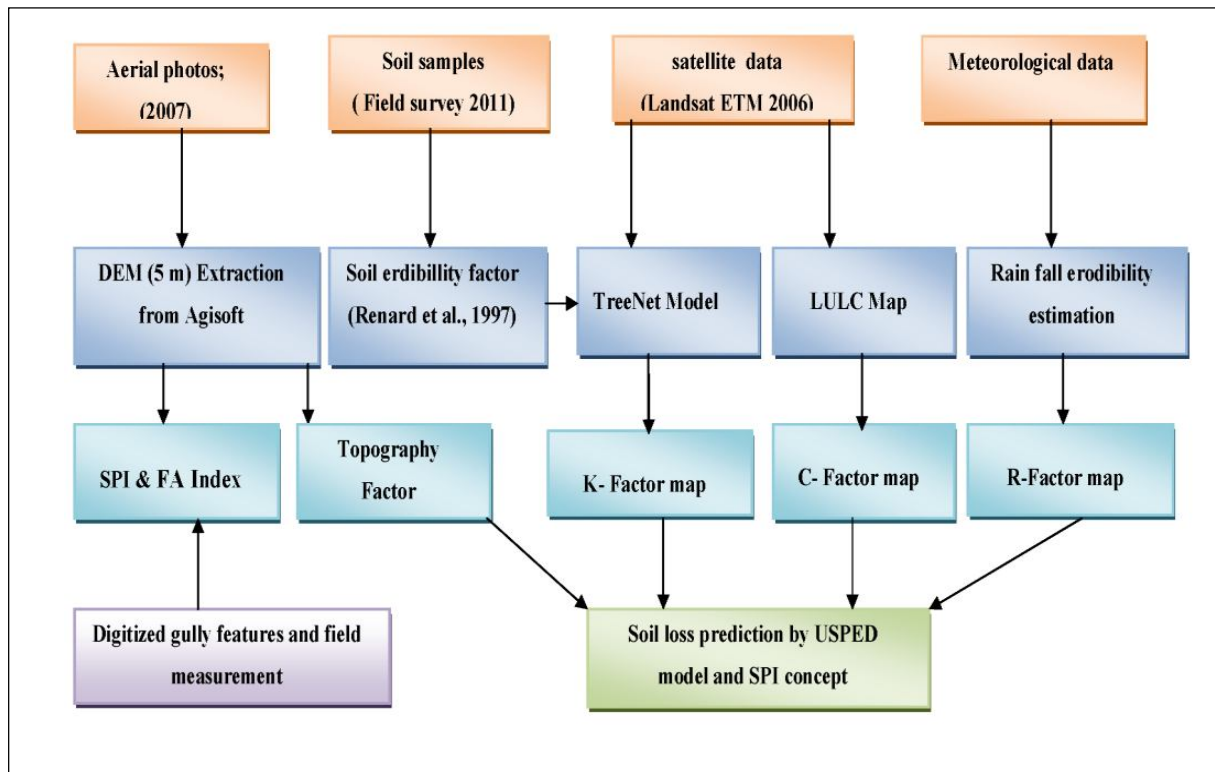 Aerial photos;
(2007)
Soil samples
( Field survey 2011)
satellite data
(Landsat ETM 2006)
Meteorological data
DEM (5 m) Extraction
from Agisoft
Soil erdibillity factor
(Renard et al., 1997)
TreeNet Model
LULC Map
Rain fall erodibility
estimation
SPI & FA Index
Topography
Factor
K- Factor map
C- Factor map
R-Factor map
Digitized gully features and field
measurement
Soil loss prediction by USPED
model and SPI concept